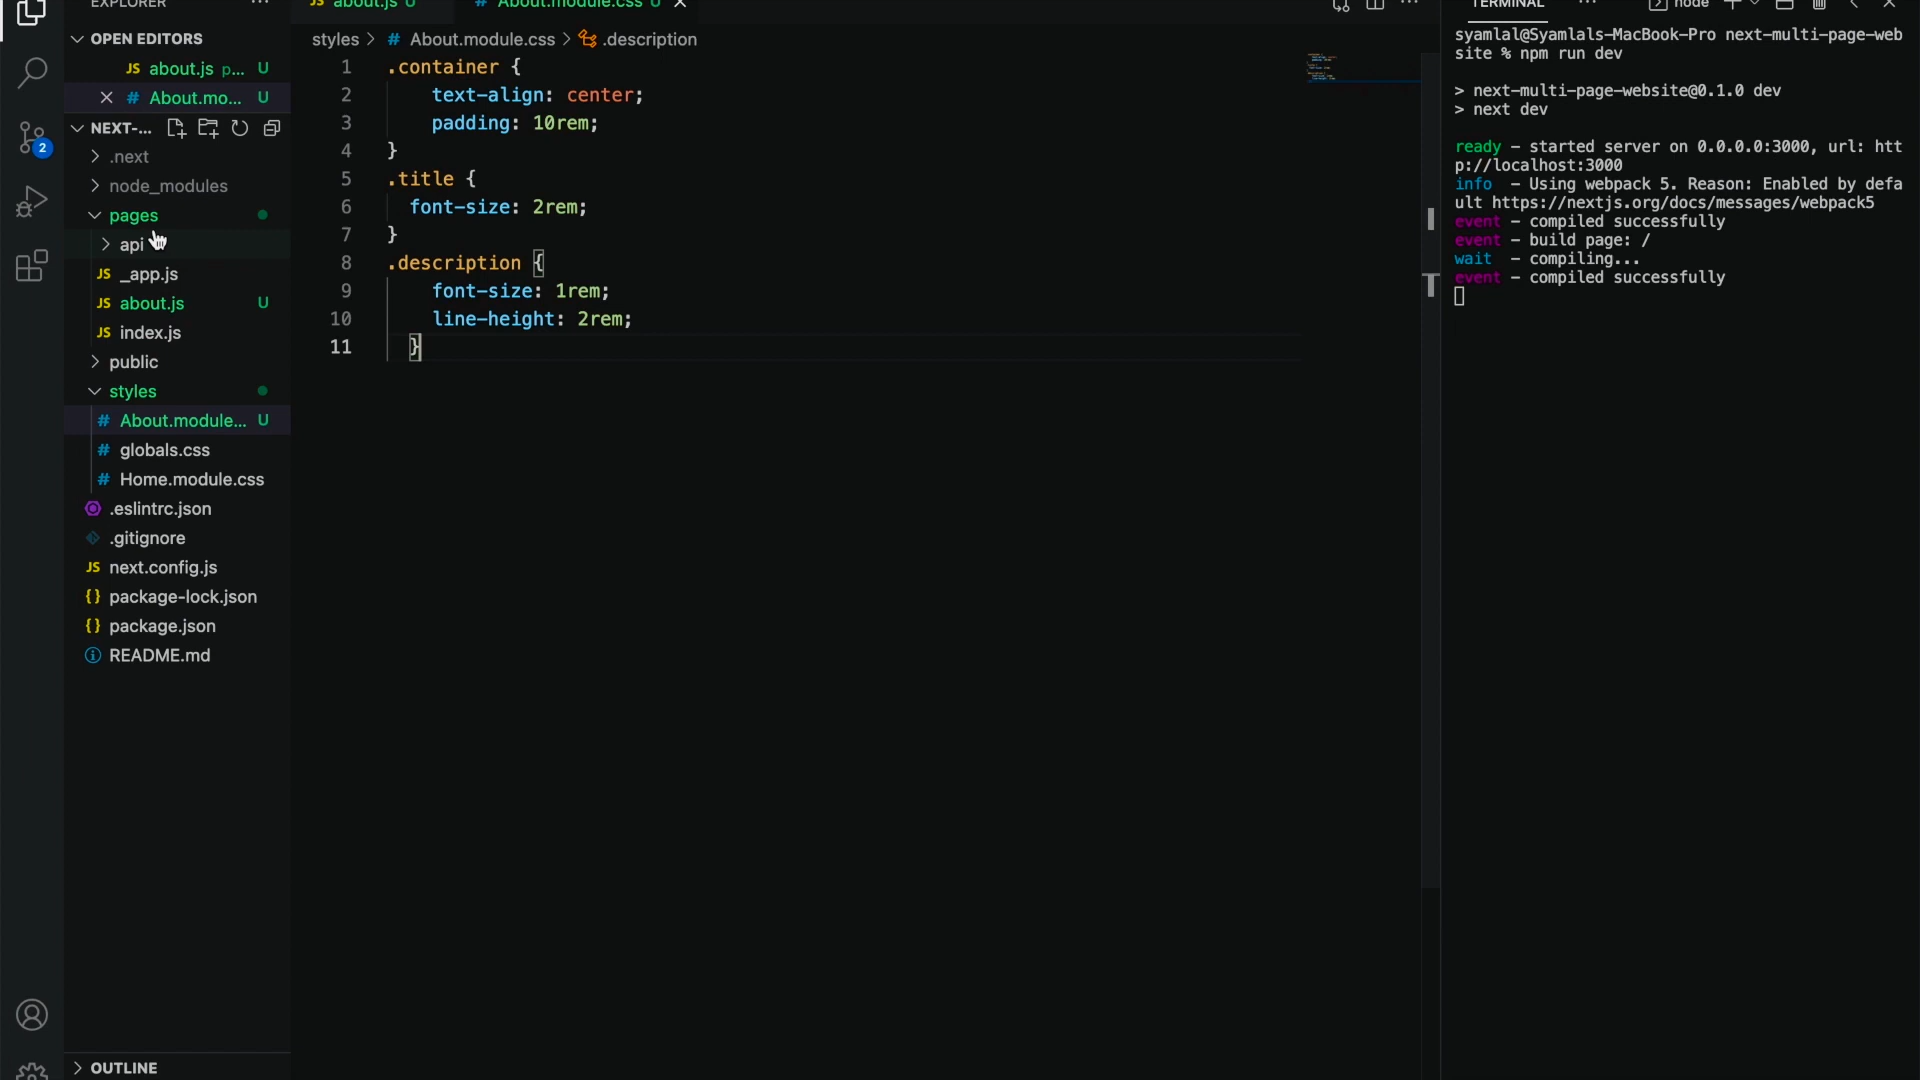 EXPLORER
OPEN EDITORS
JS about.js p... U
# About.mo... U
NEXT-...
.next
node_modules
pages
api
JS _app.js
JS about.js U
JS index.js
public
styles
# About.module... U
# globals.css
# Home.module.css
.eslintrc.json
.gitignore
JS next.config.js
{} package-lock.json
{} package.json
README.md
OUTLINE
2
JS about.js U
# About.module.css U
styles > # About.module.css > .description
1 .container {
2 text-align: center;
3 padding: 10rem;
4 }
5 .title {
6 font-size: 2rem;
7 }
8 .description {
9 font-size: 1rem;
10 line-height: 2rem;
11 }
TERMINAL
node
syamlal@Syamlals-MacBook-Pro next-multi-page-web
site % npm run dev
> next-multi-page-website@0.1.0 dev
> next dev
ready - started server on 0.0.0.0:3000, url: htt
p://localhost:3000
info - Using webpack 5. Reason: Enabled by defa
ult https://nextjs.org/docs/messages/webpack5
event - compiled successfully
event - build page: /
wait - compiling...
event - compiled successfully